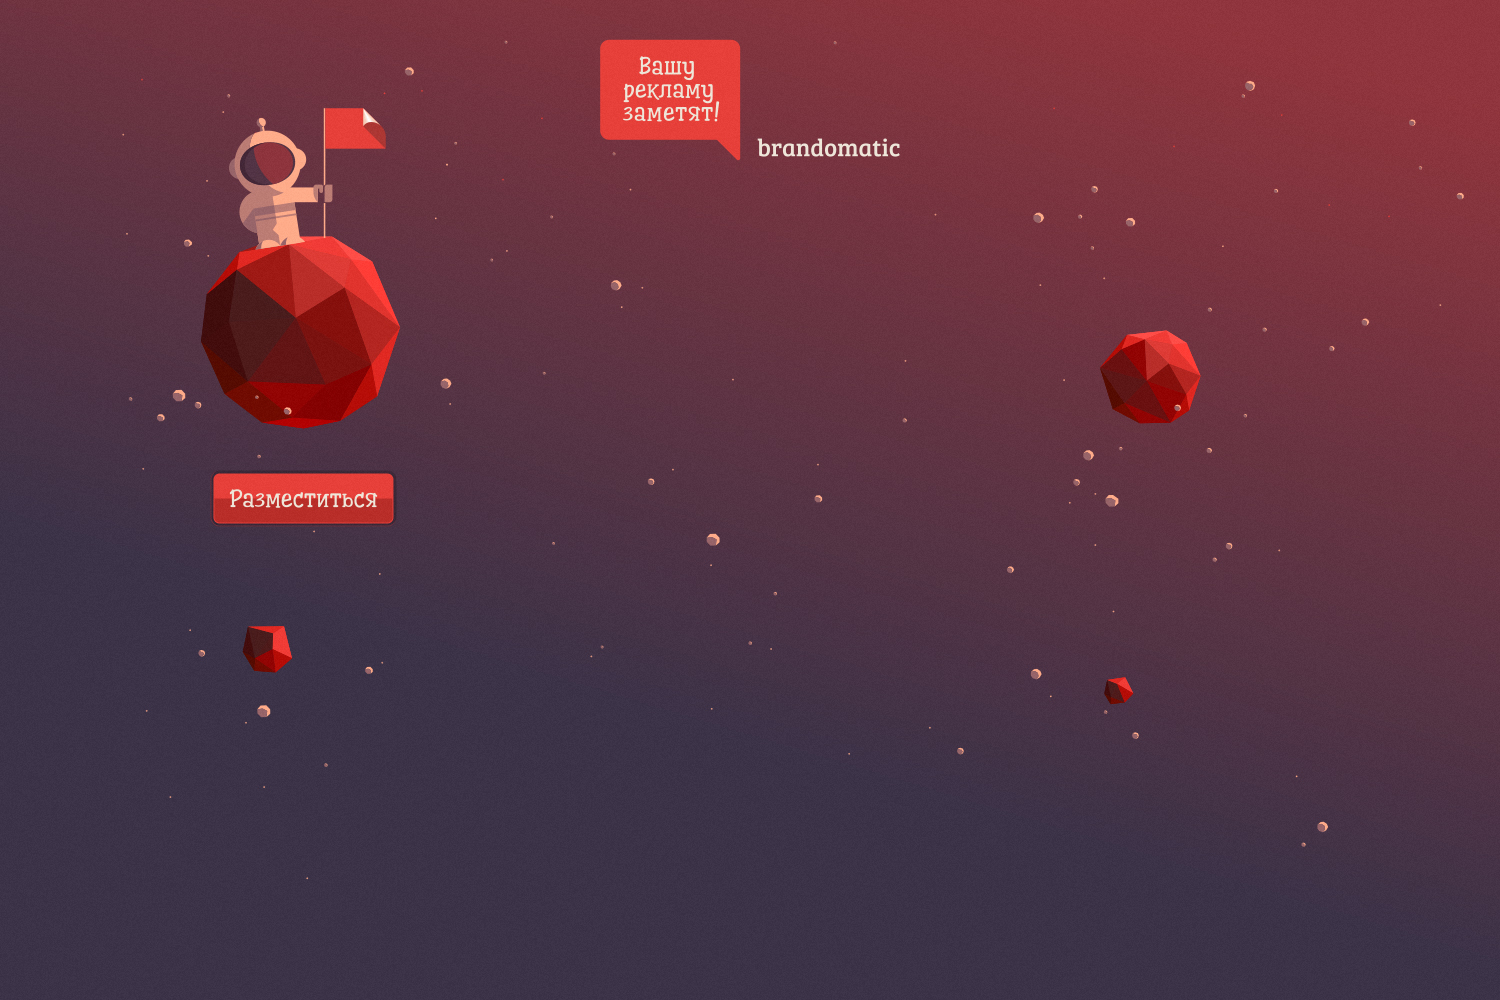 Вашу
рекламу
заметят!
brandomatic
Разместиться